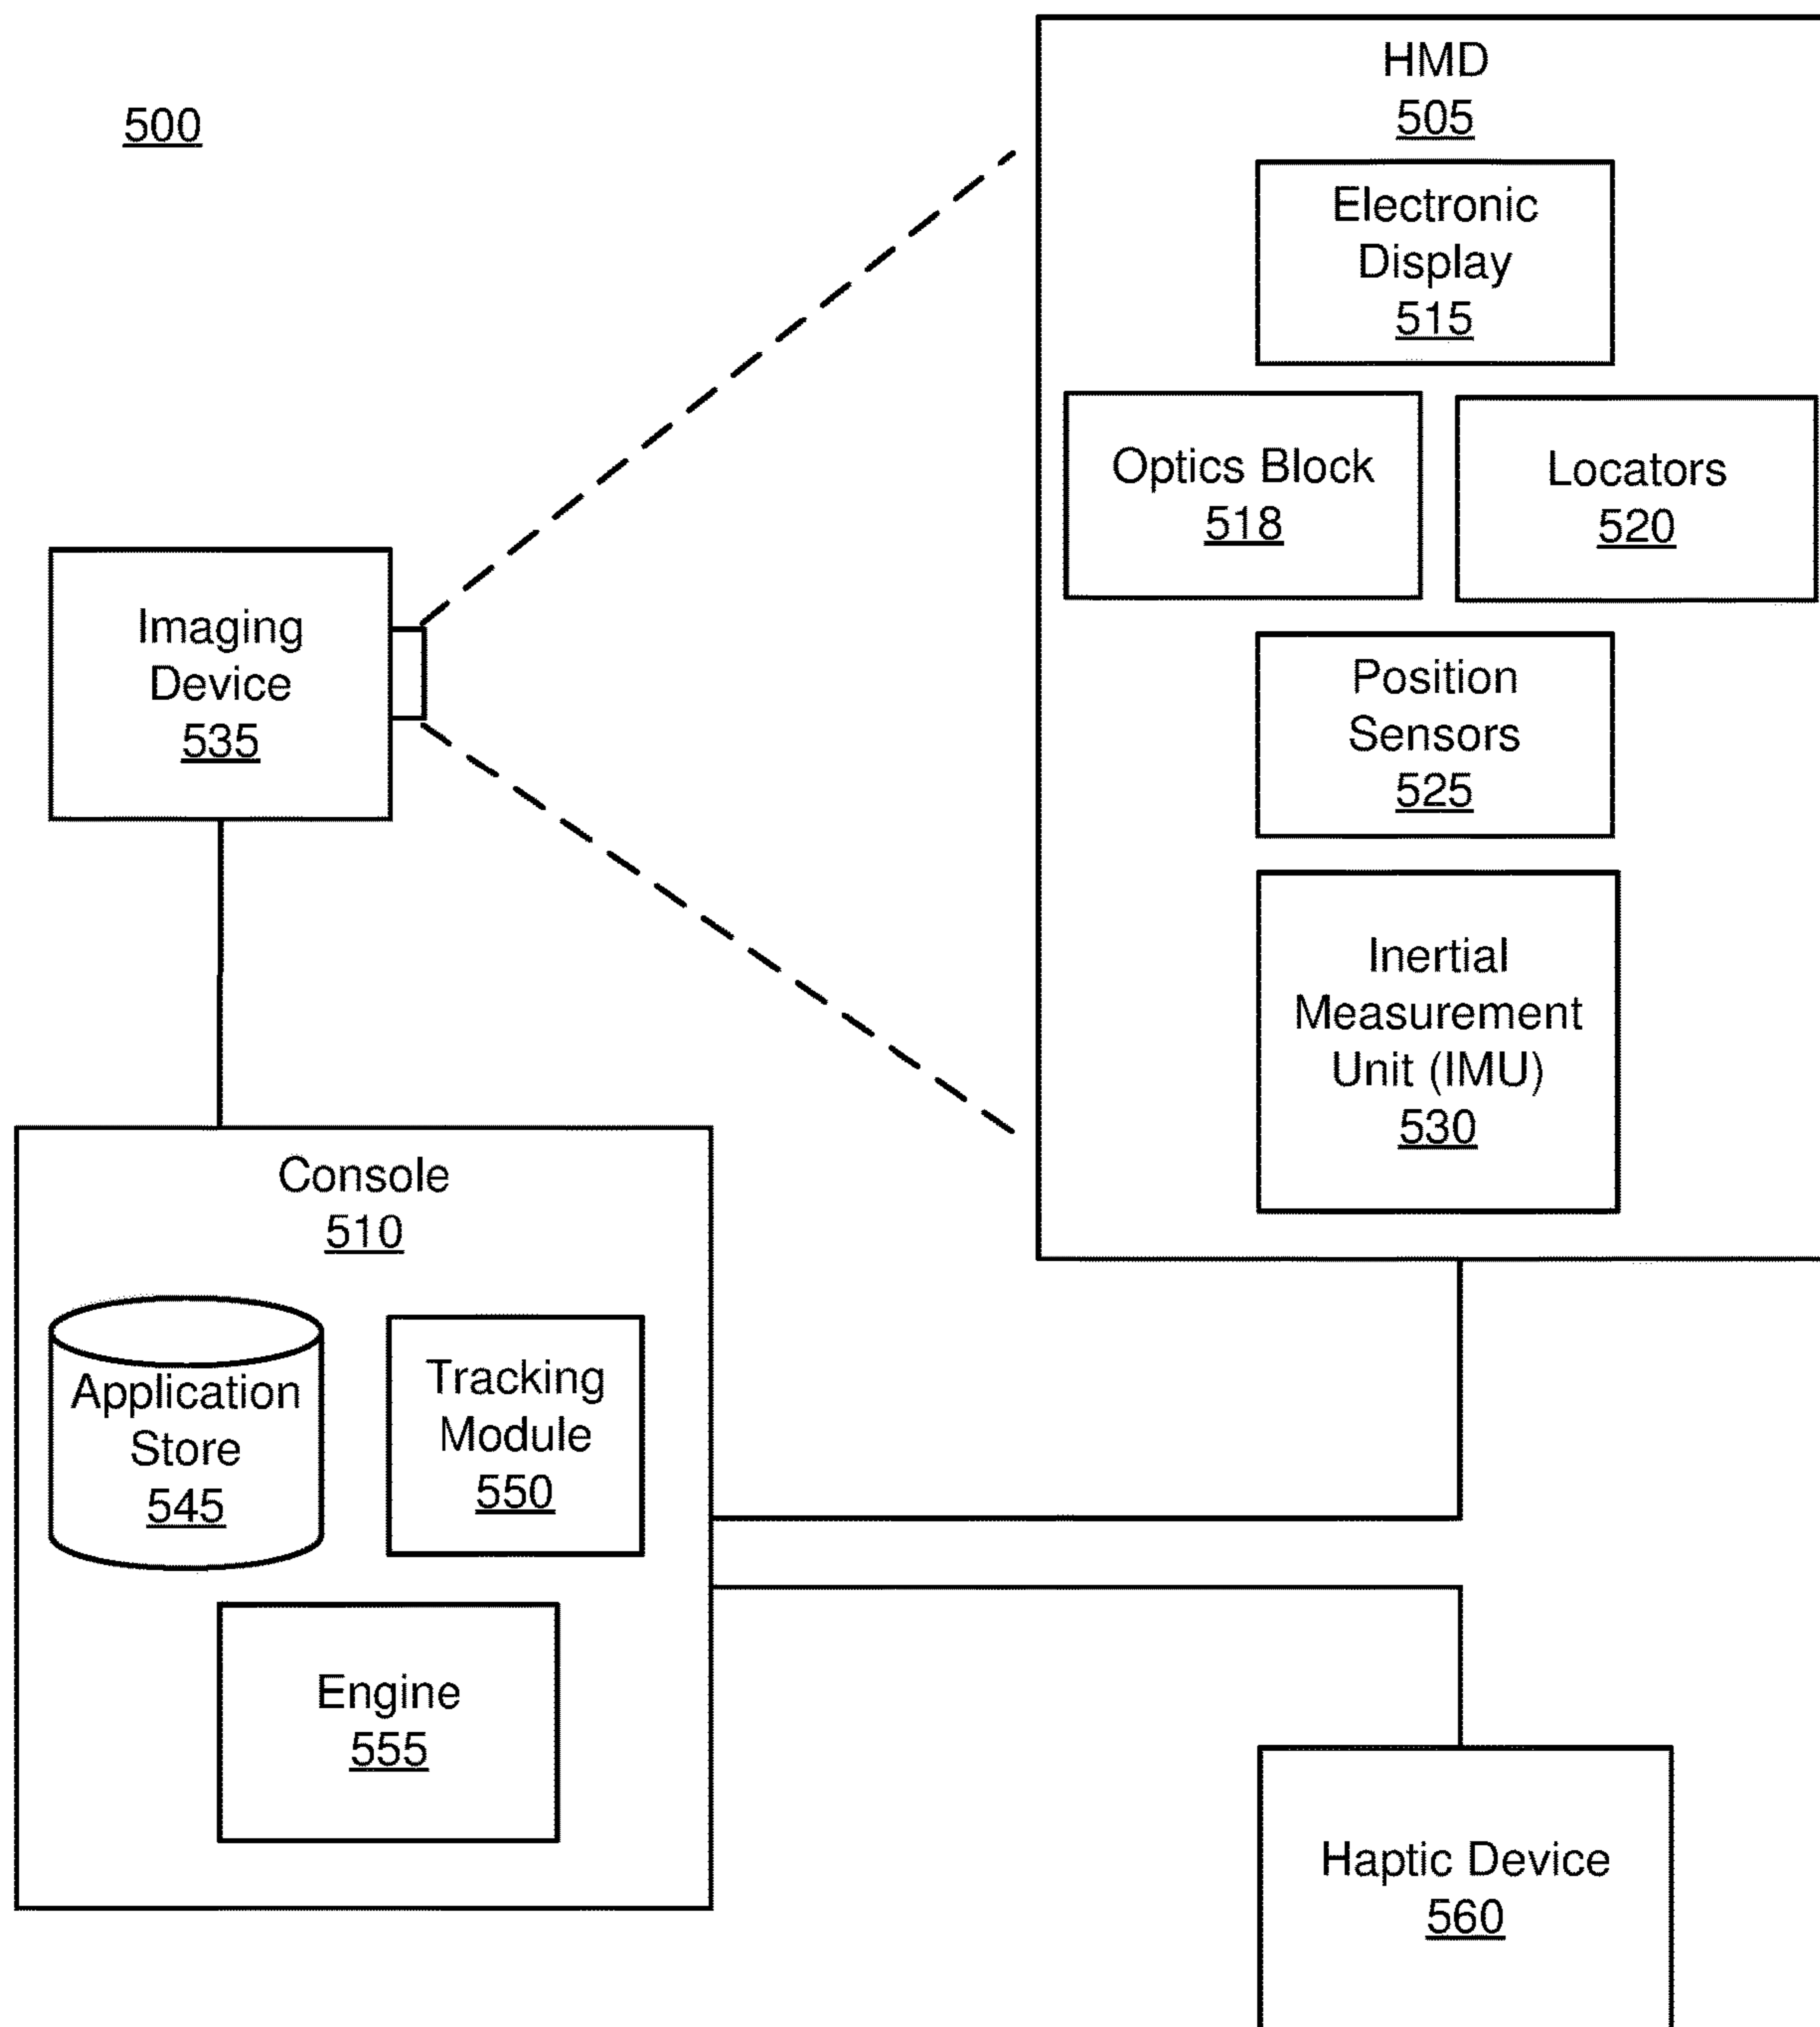 500
HMD
505
Electronic
Display
515
Optics Block
518
Locators
520
Position
Sensors
525
Inertial
Measurement
Unit (IMU)
530
Imaging
Device
535
Console
510
Application
Store
545
Tracking
Module
550
Engine
555
Haptic Device
560